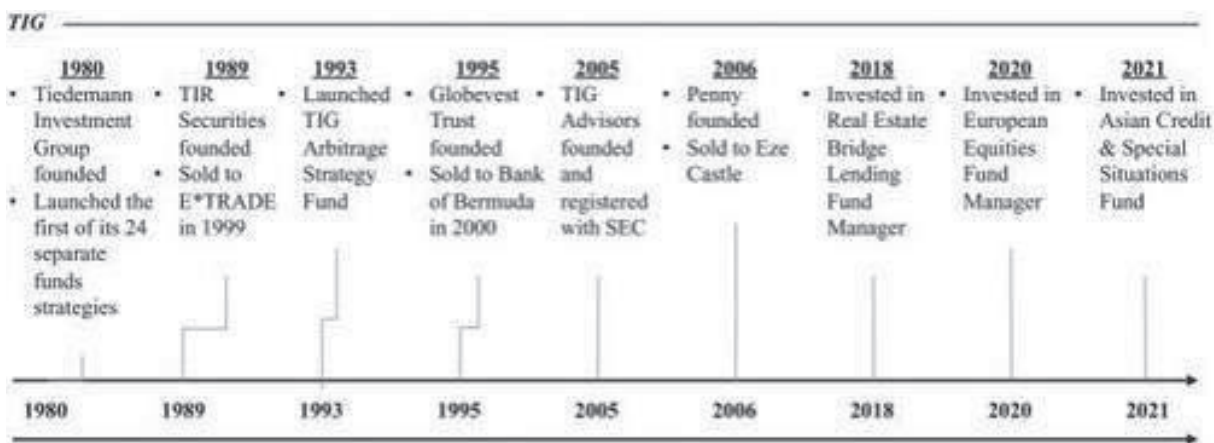 TIG
1980
• Tiedemann
Investment
Group
founded
• Launched the
first of its 24
separate
funds
strategies
1989
• TIR
Securities
founded
• Sold to
E*TRADE
in 1999
1993
• Launched
TIG
Arbitrage
Strategy
Fund
1995
• Globevest
Trust
founded
• Sold to Bank
of Bermuda
in 2000
2005
• TIG
Advisors
founded
and
registered
with SEC
2006
• Penny
founded
• Sold to Eze
Castle
2018
• Invested in
Real Estate
Bridge
Lending
Fund
Manager
2020
• Invested in
European
Equities
Fund
Manager
2021
• Invested in
Asian Credit
& Special
Situations
Fund
1980 1989 1993 1995 2005 2006 2018 2020 2021